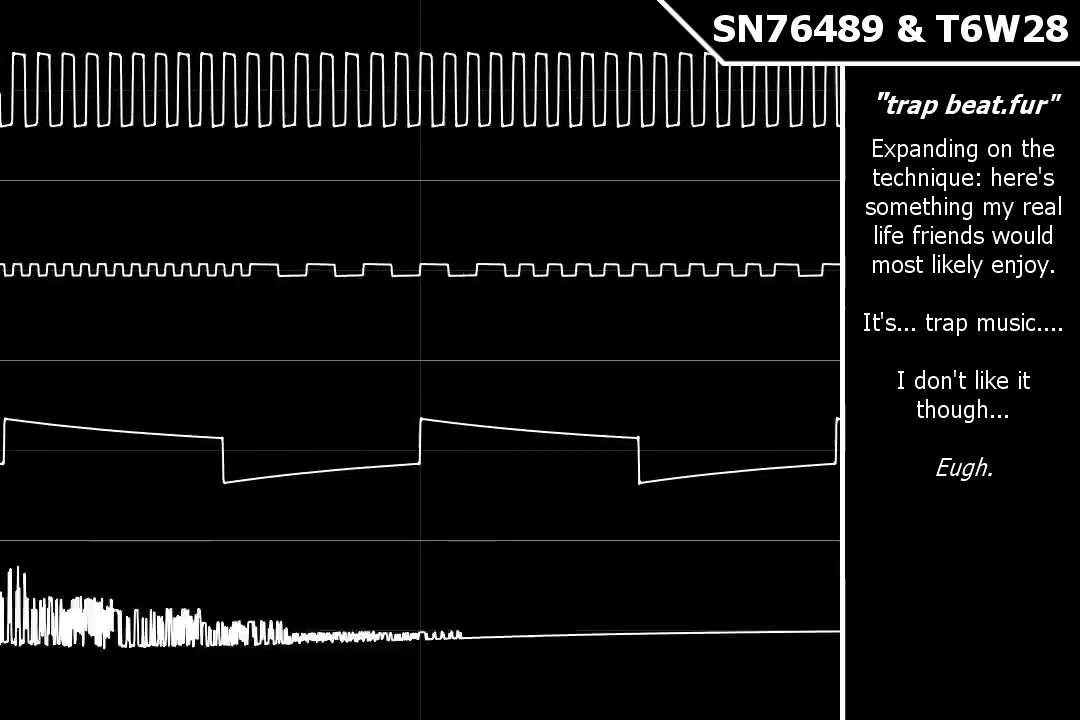 SN76489 & T6W28
"trap beat.fur"
Expanding on the
technique: here's
something my real
life friends would
most likely enjoy.
It's... trap music....
I don't like it
though...
Eugh.